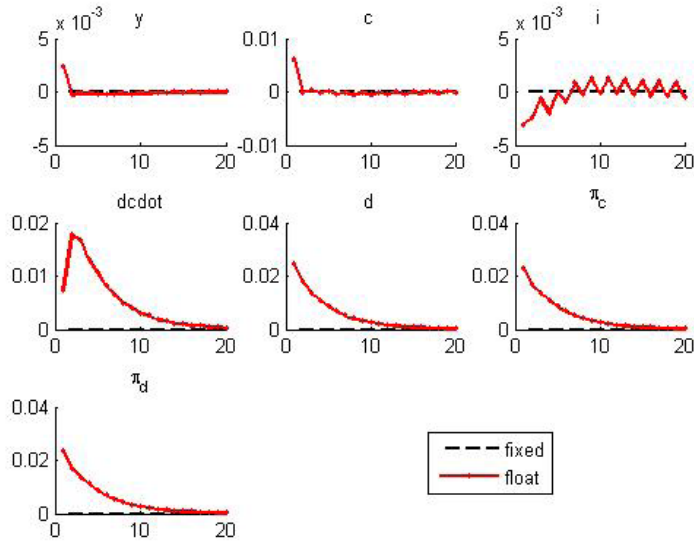 y c i
x 10^-3 x 10^-3
5 0.01 5
0 0 0
-5 -0.01 -5
0 10 20 0 10 20 0 10 20
dcdot d π_c
0.02 0.04 0.04
0.01 0.02 0.02
0 0 0
0 10 20 0 10 20 0 10 20
π_d
0.04
0.02
0
0 10 20
fixed
float